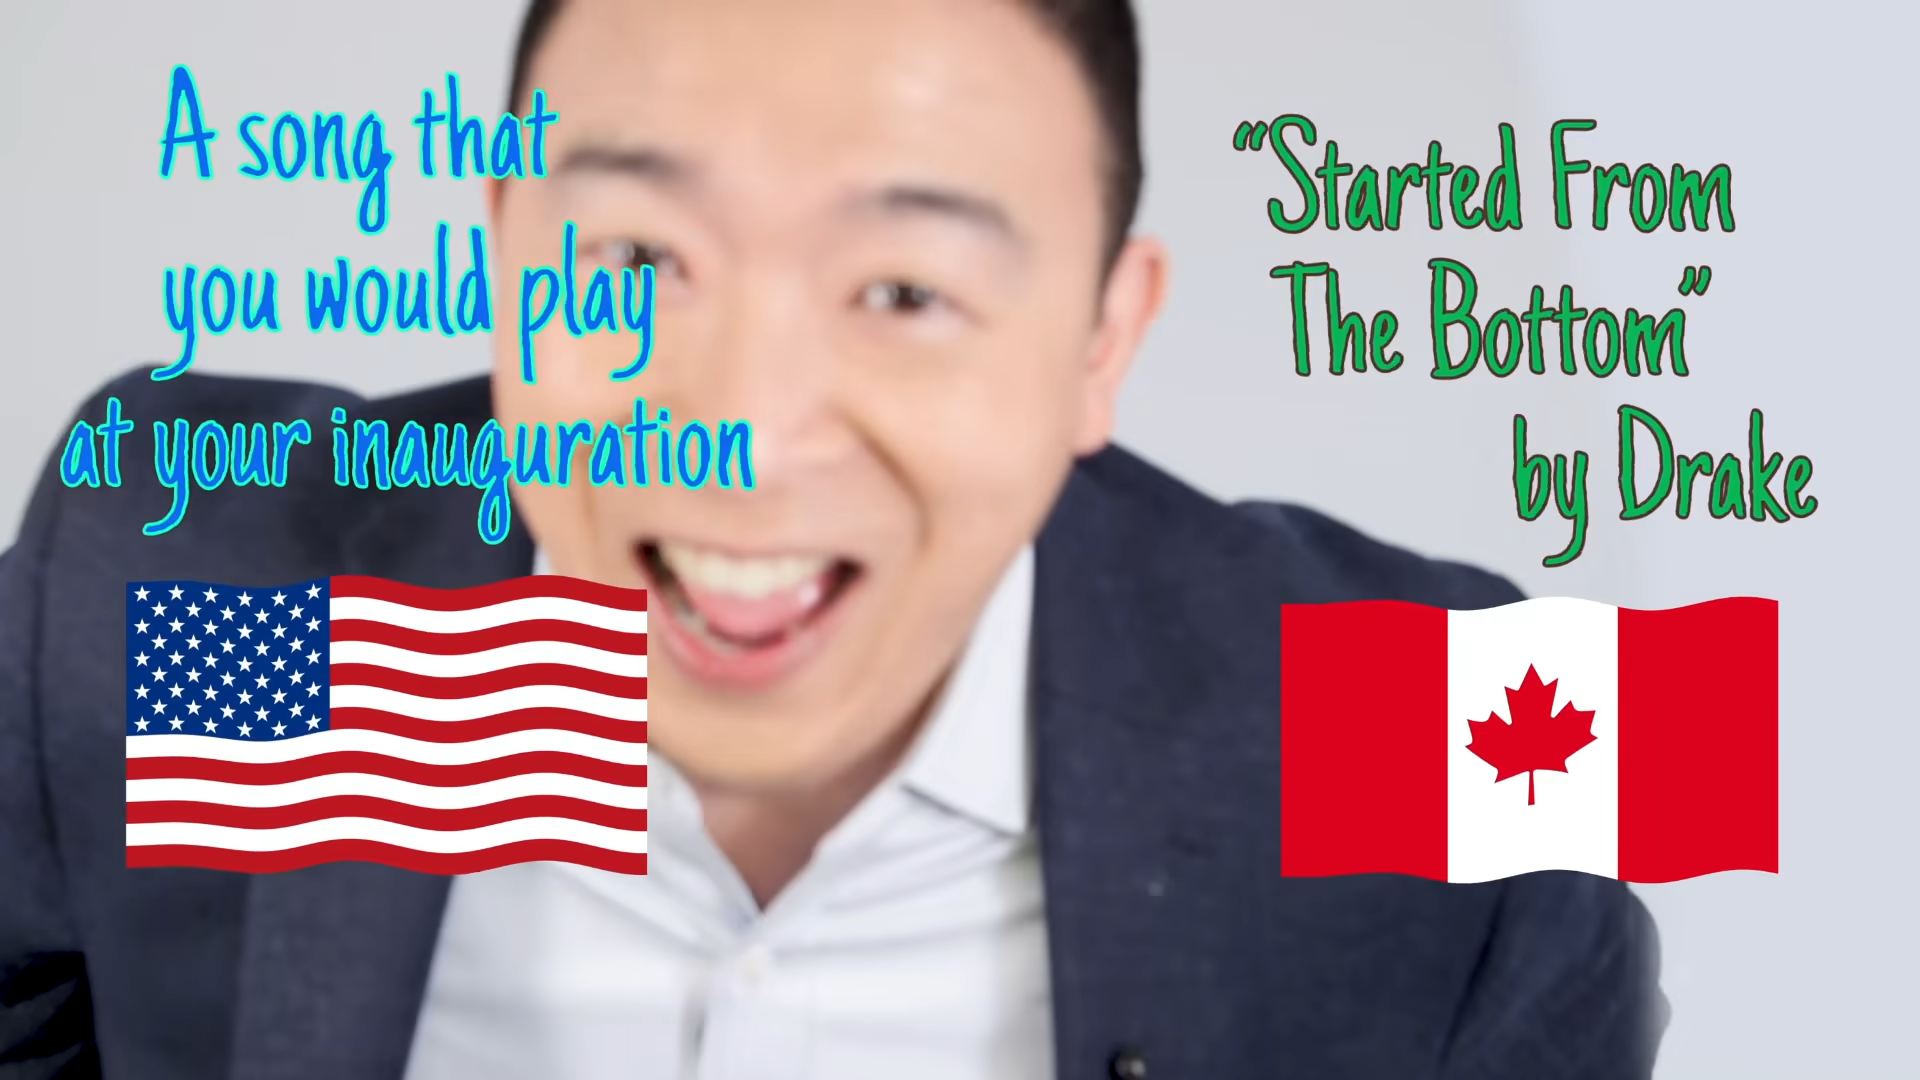 A song that
you would play
at your inauguration
“Started From
The Bottom”
by Drake